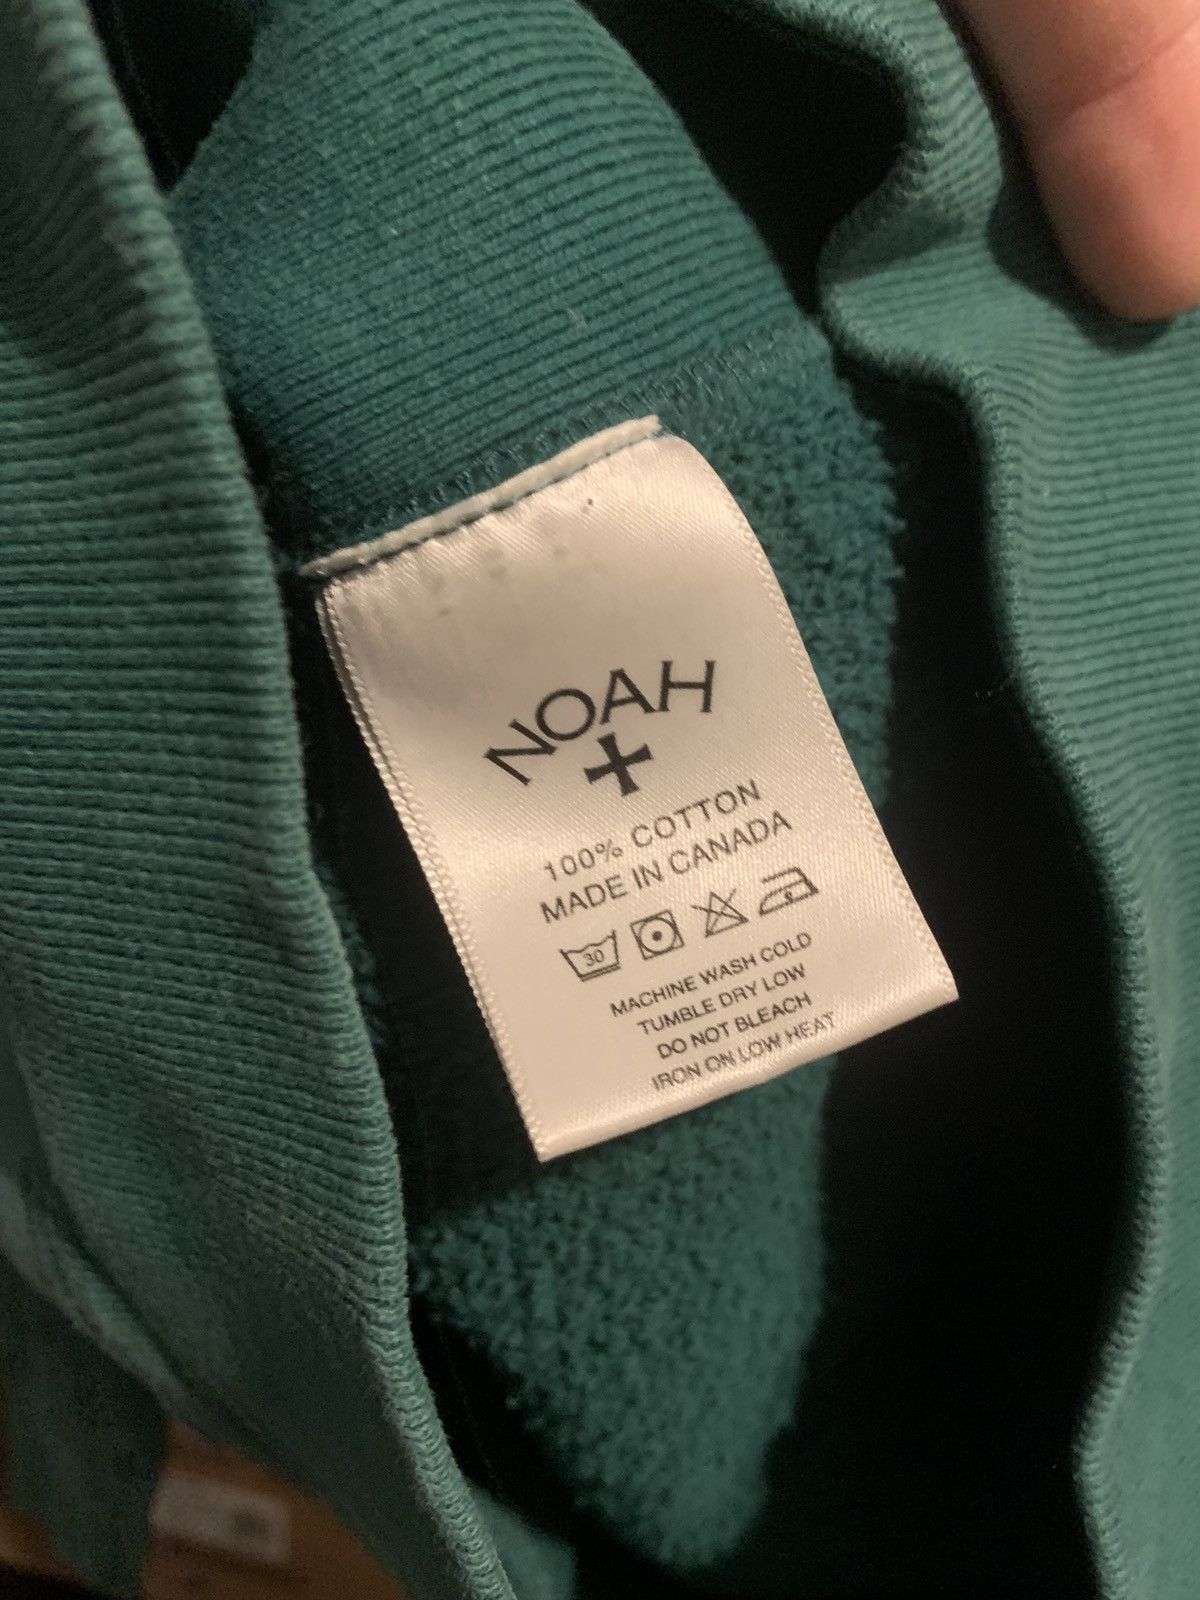 NOAH
100% COTTON
MADE IN CANADA
30
MACHINE WASH COLD
TUMBLE DRY LOW
DO NOT BLEACH
IRON ON LOW HEAT